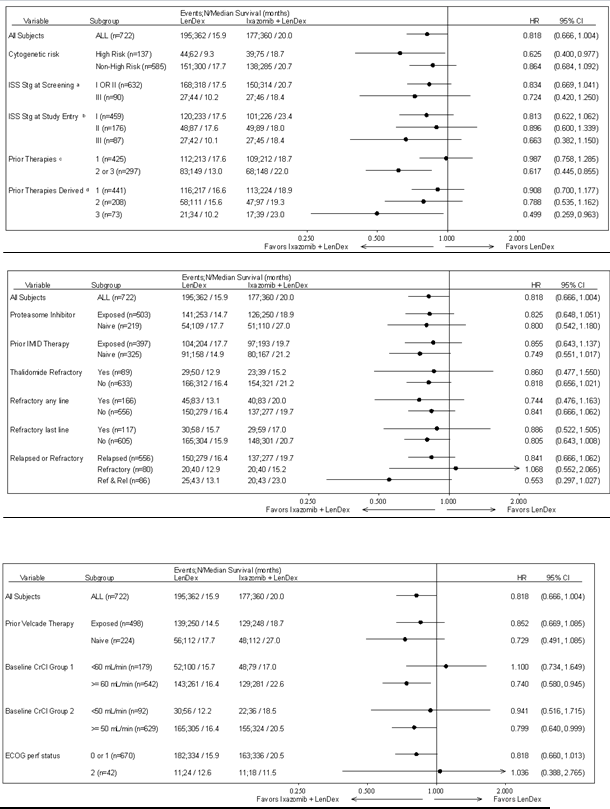 Events;N/Median Survival (months)
Variable Subgroup LenDex Ixazomib + LenDex HR 95% CI
All Subjects ALL (n=722) 195;362 / 15.9 177;360 / 20.0 0.818 (0.666, 1.004)
Cytogenetic risk High Risk (n=137) 44;62 / 9.3 39;75 / 18.7 0.625 (0.400, 0.977)
Non-High Risk (n=585) 151;300 / 17.7 138;285 / 20.7 0.864 (0.684, 1.092)
ISS Stg at Screening a I OR II (n=632) 168;318 / 17.5 150;314 / 20.7 0.834 (0.669, 1.041)
III (n=90) 27;44 / 10.2 27;46 / 18.4 0.724 (0.420, 1.250)
ISS Stg at Study Entry b I (n=459) 120;233 / 17.5 101;226 / 23.4 0.813 (0.622, 1.062)
II (n=176) 48;87 / 17.6 49;89 / 18.0 0.896 (0.600, 1.339)
III (n=87) 27;42 / 10.1 27;45 / 18.4 0.663 (0.382, 1.150)
Prior Therapies c 1 (n=425) 112;213 / 17.6 109;212 / 18.7 0.987 (0.758, 1.285)
2 or 3 (n=297) 83;149 / 13.0 68;148 / 22.0 0.617 (0.445, 0.855)
Prior Therapies Derived d 1 (n=441) 116;217 / 16.6 113;224 / 18.9 0.908 (0.700, 1.177)
2 (n=208) 58;111 / 15.6 47;97 / 19.3 0.788 (0.535, 1.162)
3 (n=73) 21;34 / 10.2 17;39 / 23.0 0.499 (0.259, 0.963)
0.250 0.500 1.000 2.000
Favors Ixazomib + LenDex Favors LenDex
Events;N/Median Survival (months)
Variable Subgroup LenDex Ixazomib + LenDex HR 95% CI
All Subjects ALL (n=722) 195;362 / 15.9 177;360 / 20.0 0.818 (0.666, 1.004)
Proteasome Inhibitor Exposed (n=503) 141;253 / 14.7 126;250 / 18.9 0.825 (0.648, 1.051)
Naive (n=219) 54;109 / 17.7 51;110 / 27.0 0.800 (0.542, 1.180)
Prior IMID Therapy Exposed (n=397) 104;204 / 17.7 97;193 / 19.7 0.855 (0.643, 1.137)
Naive (n=325) 91;158 / 14.9 80;167 / 21.2 0.749 (0.551, 1.017)
Thalidomide Refractory Yes (n=89) 29;50 / 12.9 23;39 / 15.2 0.860 (0.477, 1.550)
No (n=633) 166;312 / 16.4 154;321 / 21.2 0.818 (0.656, 1.021)
Refractory any line Yes (n=166) 45;83 / 13.1 40;83 / 20.0 0.744 (0.476, 1.163)
No (n=556) 150;279 / 16.4 137;277 / 19.7 0.841 (0.666, 1.062)
Refractory last line Yes (n=117) 30;58 / 15.7 29;59 / 17.0 0.886 (0.522, 1.505)
No (n=605) 165;304 / 15.9 148;301 / 20.7 0.805 (0.643, 1.008)
Relapsed or Refractory Relapsed (n=556) 150;279 / 16.4 137;277 / 19.7 0.841 (0.666, 1.062)
Refractory (n=80) 20;40 / 12.9 20;40 / 15.2 1.068 (0.552, 2.065)
Ref & Rel (n=86) 25;43 / 13.1 20;43 / 23.0 0.553 (0.297, 1.027)
0.250 0.500 1.000 2.000
Favors Ixazomib + LenDex Favors LenDex
Events;N/Median Survival (months)
Variable Subgroup LenDex Ixazomib + LenDex HR 95% CI
All Subjects ALL (n=722) 195;362 / 15.9 177;360 / 20.0 0.818 (0.666, 1.004)
Prior Velcade Therapy Exposed (n=498) 139;250 / 14.5 129;248 / 18.7 0.852 (0.669, 1.085)
Naive (n=224) 56;112 / 17.7 48;112 / 27.0 0.729 (0.491, 1.085)
Baseline CrCl Group 1 <60 mL/min (n=179) 52;100 / 15.7 48;79 / 17.0 1.100 (0.734, 1.649)
>= 60 mL/min (n=542) 143;261 / 16.4 129;281 / 22.6 0.740 (0.580, 0.945)
Baseline CrCl Group 2 <50 mL/min (n=92) 30;56 / 12.2 22;36 / 18.5 0.941 (0.516, 1.715)
>= 50 mL/min (n=629) 165;305 / 16.4 155;324 / 20.5 0.799 (0.640, 0.999)
ECOG perf status 0 or 1 (n=670) 182;334 / 15.9 163;336 / 20.5 0.818 (0.660, 1.013)
2 (n=42) 11;24 / 12.6 11;18 / 11.5 1.036 (0.388, 2.765)
0.250 0.500 1.000 2.000
Favors Ixazomib + LenDex Favors LenDex